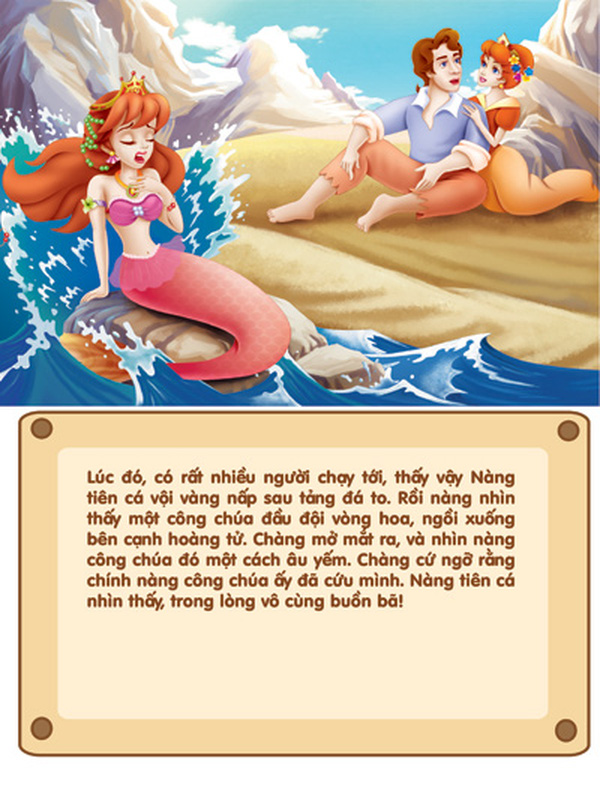 Lúc đó, có rất nhiều người chạy tới, thấy vậy Nàng
tiên cá vội vàng nấp sau tảng đá to. Rồi nàng nhìn
thấy một công chúa đầu đội vòng hoa, ngồi xuống
bên cạnh hoàng tử. Chàng mở mắt ra, và nhìn nàng
công chúa đó một cách âu yếm. Chàng cứ ngỡ rằng
chính nàng công chúa ấy đã cứu mình. Nàng tiên cá
nhìn thấy, trong lòng vô cùng buồn bã!